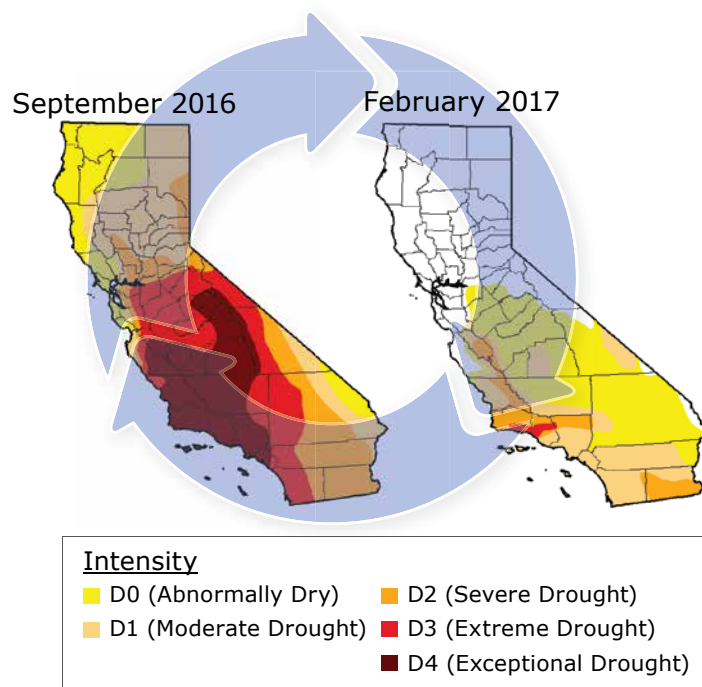 September 2016
February 2017
Intensity
D0 (Abnormally Dry)
D1 (Moderate Drought)
D2 (Severe Drought)
D3 (Extreme Drought)
D4 (Exceptional Drought)